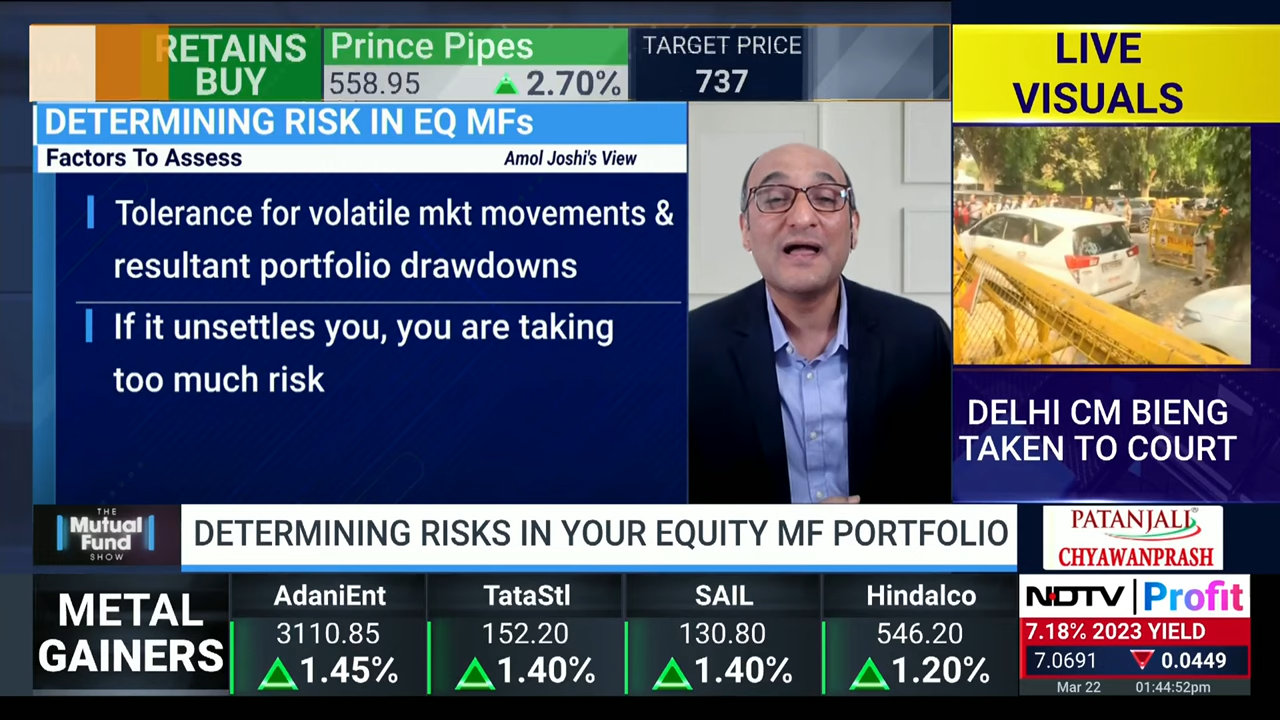 RETAINS
BUY
Prince Pipes
558.95 2.70%
TARGET PRICE
737
LIVE
VISUALS
DETERMINING RISK IN EQ MFs
Factors To Assess
Amol Joshi's View
Tolerance for volatile mkt movements &
resultant portfolio drawdowns
If it unsettles you, you are taking
too much risk
DELHI CM BIENG
TAKEN TO COURT
THE
Mutual
Fund
SHOW
DETERMINING RISKS IN YOUR EQUITY MF PORTFOLIO
PATANJALI
CHYAWANPRASH
METAL
GAINERS
AdaniEnt
3110.85
1.45%
TataStl
152.20
1.40%
SAIL
130.80
1.40%
Hindalco
546.20
1.20%
NDTV Profit
7.18% 2023 YIELD
7.0691 0.0449
Mar 22 01:44:52pm